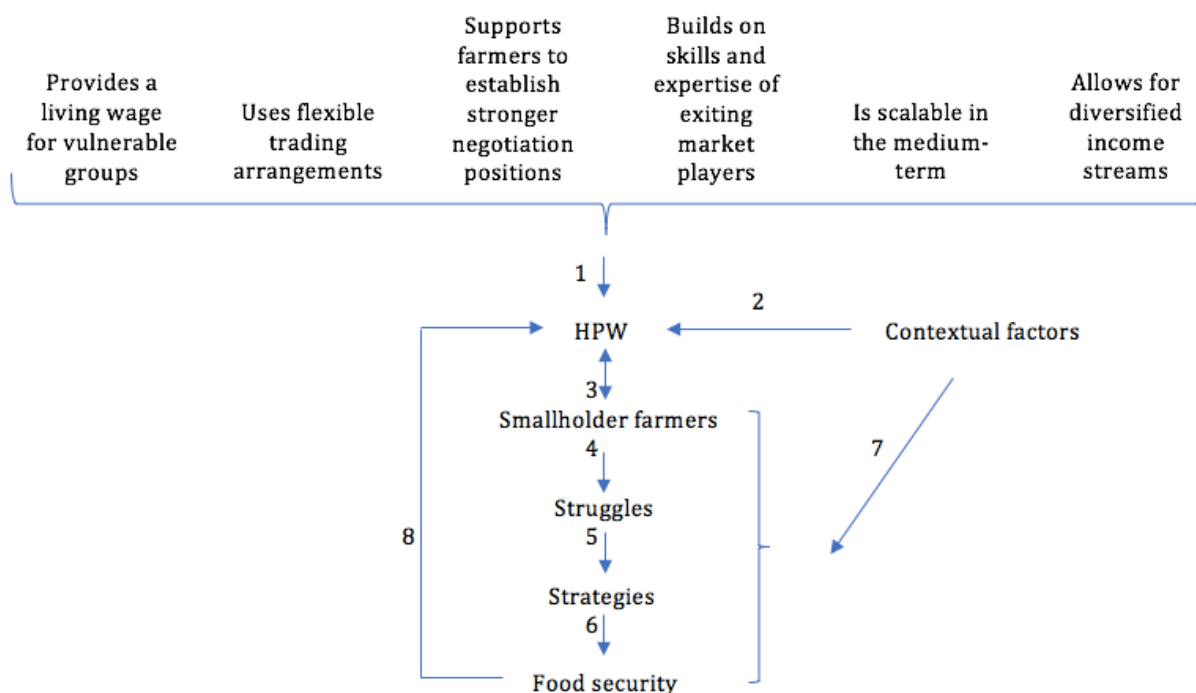 Provides a
living wage
for vulnerable
groups
Uses flexible
trading
arrangements
Supports
farmers to
establish
stronger
negotiation
positions
Builds on
skills and
expertise of
exiting
market
players
Is scalable in
the medium-
term
Allows for
diversified
income
streams
1
2
HPW
Contextual factors
3
Smallholder farmers
4
7
Struggles
5
8
Strategies
6
Food security